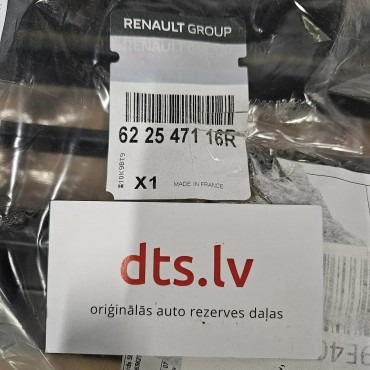 RENAULT GROUP
62 25 471 16R
X1
MADE IN FRANCE
dts.lv
oriģinālās auto rezerves daļas